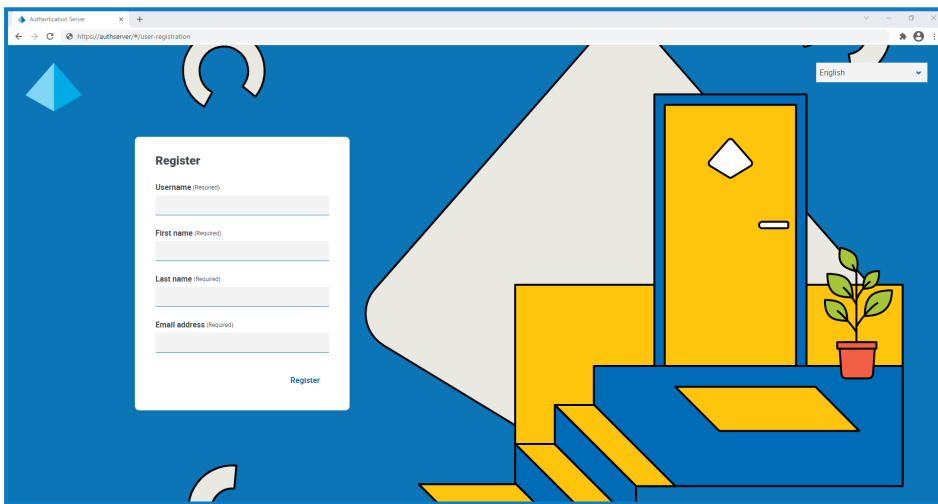 Authentication Server
https://authserver/#/user-registration
English
Register
Username (Required)
First name (Required)
Last name (Required)
Email address (Required)
Register